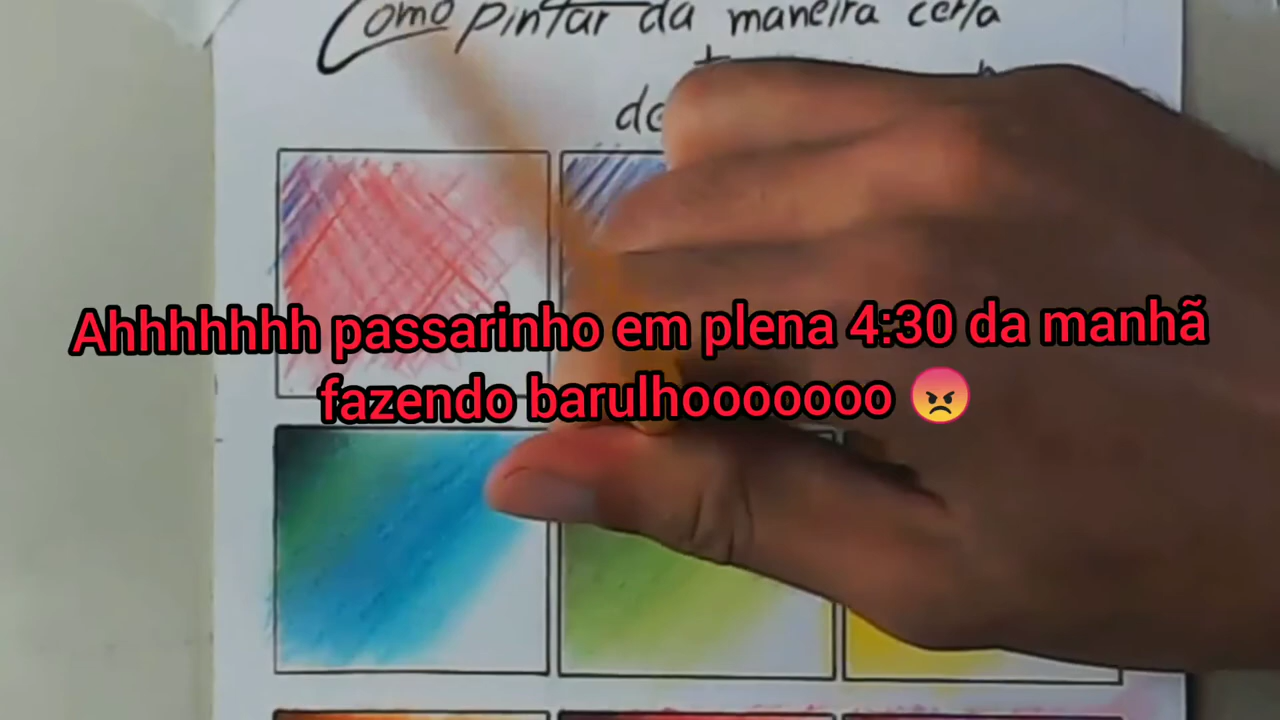 Como pintar da maneira certa
Ahhhhhhh passarinho em plena 4:30 da manhã
fazendo barulhooooooo 😡